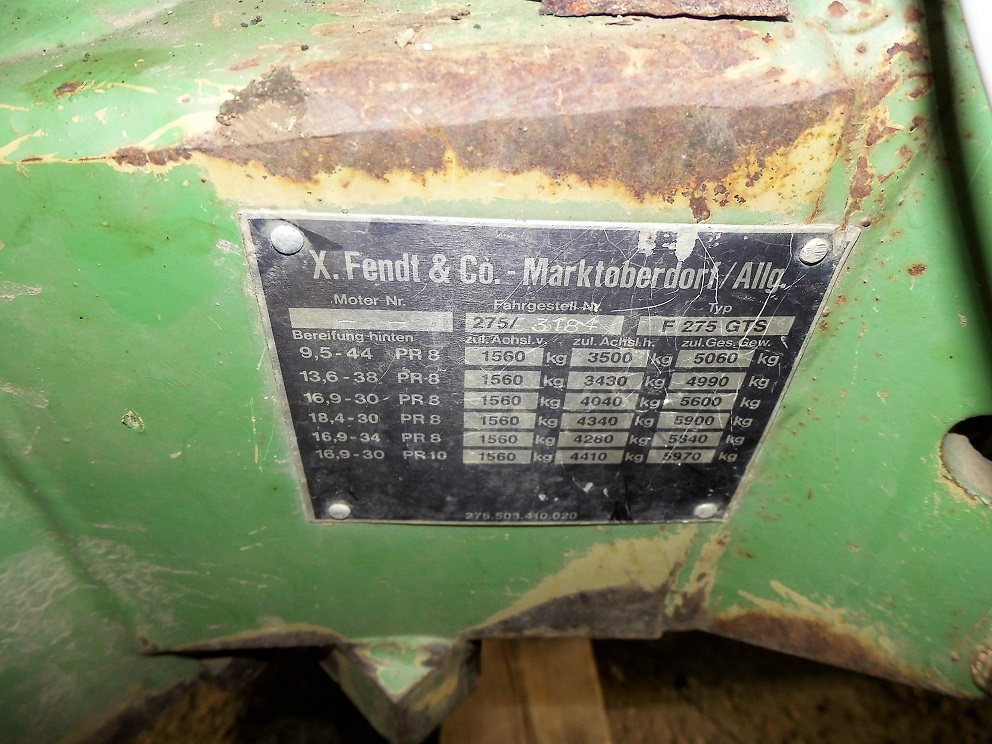 X. Fendt & Co. - Marktoberdorf/Allg.
Motor Nr. Fahrgestell Nr. Typ
275/ 3184 F 275 GTS
Bereifung hinten zul. Achsl.v. zul. Achsl.h. zul.Ges.Gew.
9,5-44 PR 8 1560 kg 3500 kg 5060 kg
13,6-38 PR 8 1560 kg 3430 kg 4990 kg
16,9-30 PR 8 1560 kg 4040 kg 5600 kg
18,4-30 PR 8 1560 kg 4340 kg 5900 kg
16,9-34 PR 8 1560 kg 4280 kg 5840 kg
16,9-30 PR 10 1560 kg 4410 kg 5970 kg
275.503.410.020